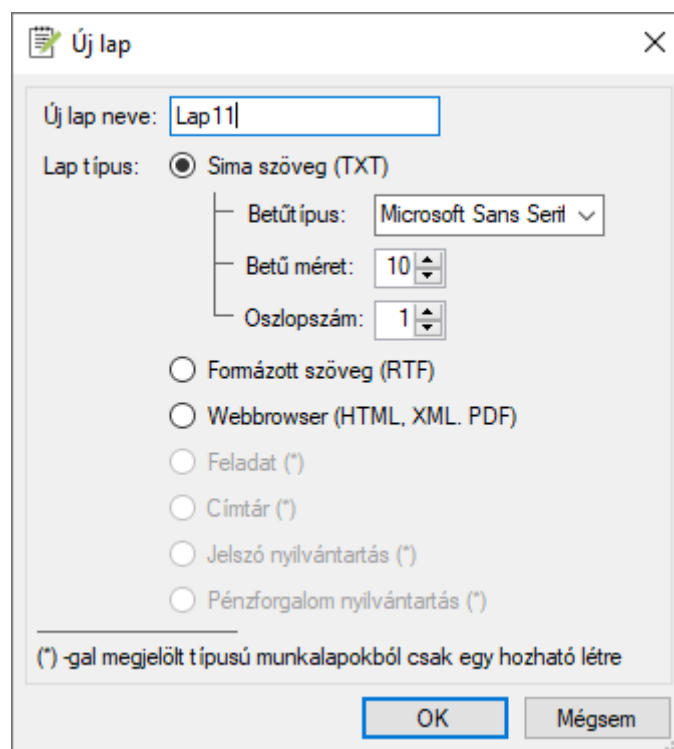 Új lap
Új lap neve: Lap11
Lap típus: Sima szöveg (TXT)
Betűtípus: Microsoft Sans Serif
Betű méret: 10
Oszlopszám: 1
Formázott szöveg (RTF)
Webbrowser (HTML, XML. PDF)
Feladat (*)
Címtár (*)
Jelszó nyilvántartás (*)
Pénzforgalom nyilvántartás (*)
(*) -gal megjelölt típusú munkalapokból csak egy hozható létre
OK Mégsem